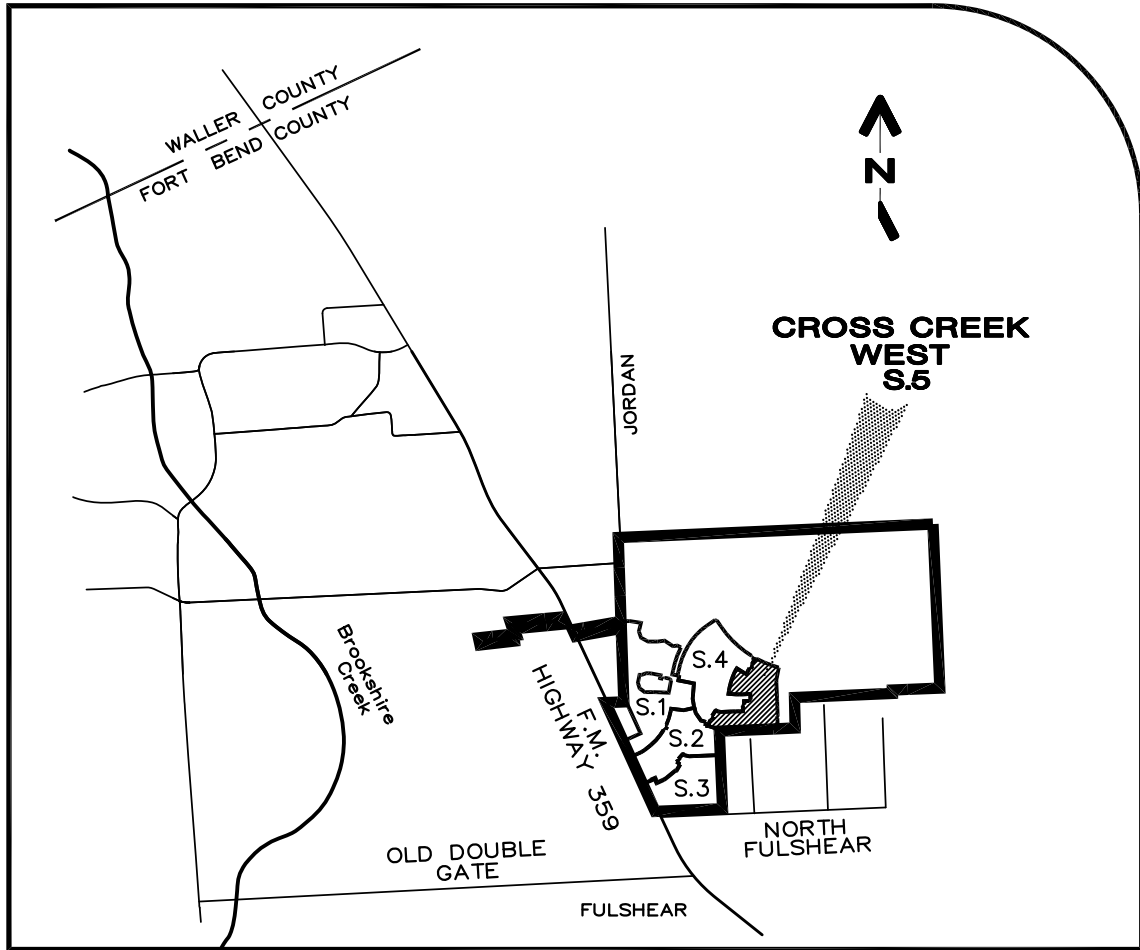 WALLER COUNTY
FORT BEND COUNTY
N
CROSS CREEK
WEST
S.5
JORDAN
Brookshire
Creek
S.4
S.1
S.2
S.3
F.M.
HIGHWAY 359
NORTH
FULSHEAR
OLD DOUBLE
GATE
FULSHEAR